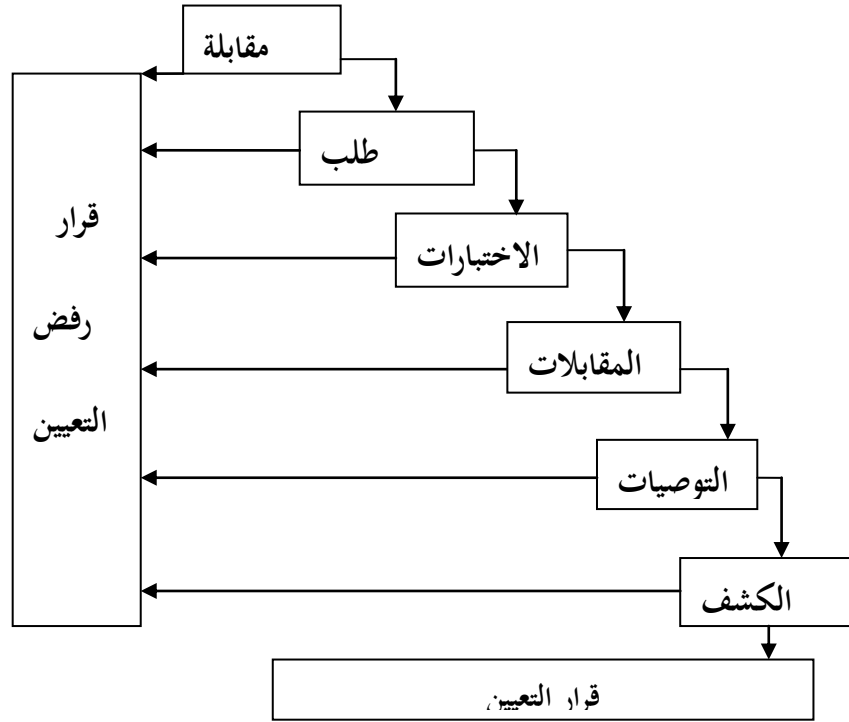 مقابلة
طلب
قرار
الاختبارات
رفض
المقابلات
التعيين
التوصيات
الكشف
قرار التعيين